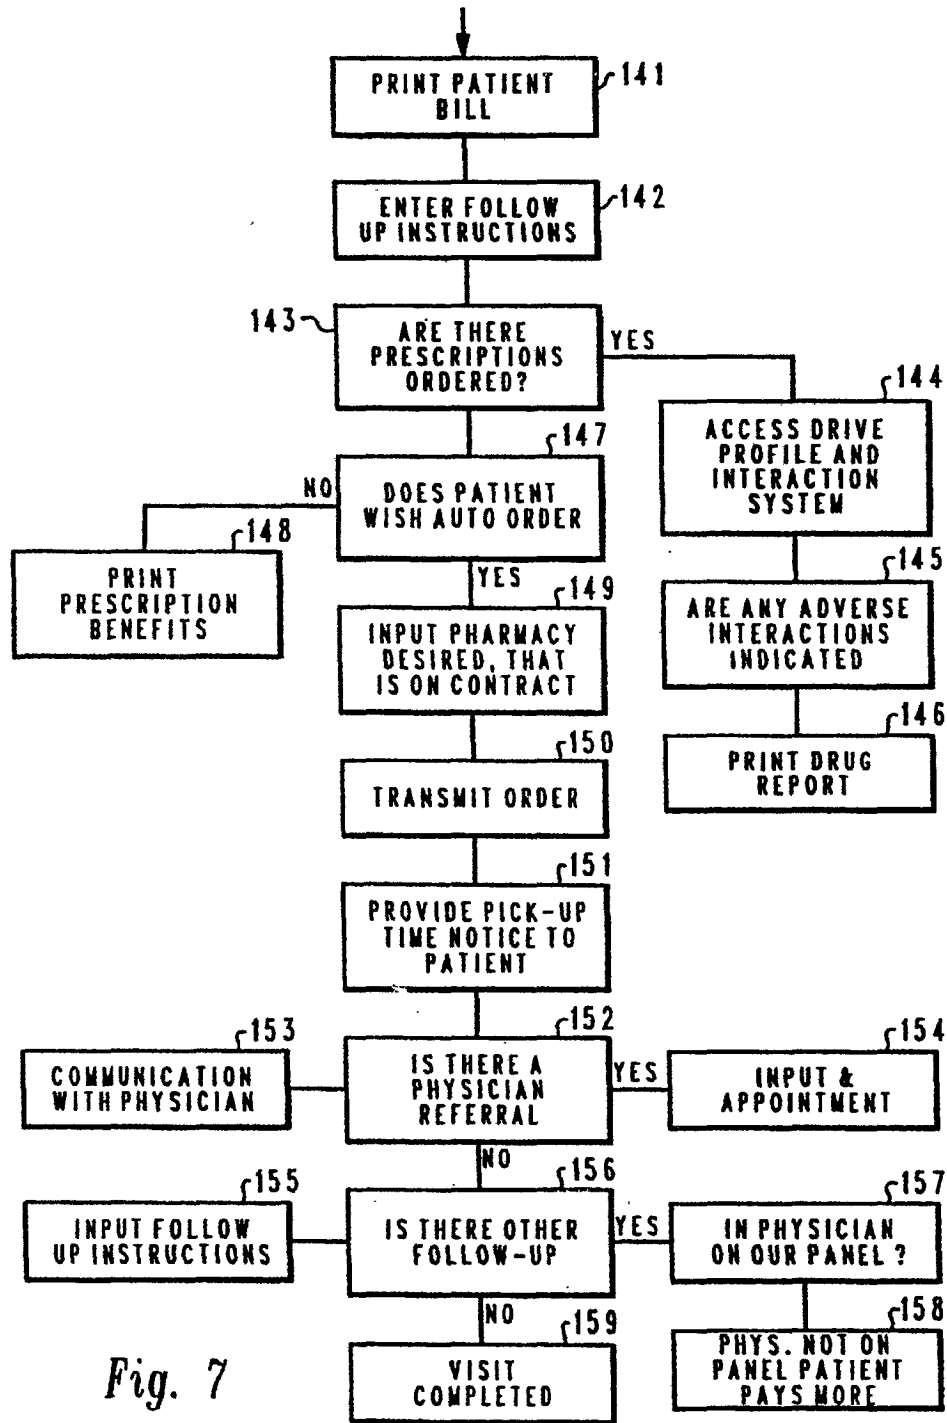 141
PRINT PATIENT
BILL
142
ENTER FOLLOW
UP INSTRUCTIONS
143
ARE THERE
PRESCRIPTIONS
ORDERED?
YES
144
ACCESS DRIVE
PROFILE AND
INTERACTION
SYSTEM
147
DOES PATIENT
WISH AUTO ORDER
NO
148
PRINT
PRESCRIPTION
BENEFITS
YES
145
ARE ANY ADVERSE
INTERACTIONS
INDICATED
149
INPUT PHARMACY
DESIRED, THAT
IS ON CONTRACT
146
PRINT DRUG
REPORT
150
TRANSMIT ORDER
151
PROVIDE PICK-UP
TIME NOTICE TO
PATIENT
152
IS THERE A
PHYSICIAN
REFERRAL
153
COMMUNICATION
WITH PHYSICIAN
YES
154
INPUT &
APPOINTMENT
NO
155
INPUT FOLLOW
UP INSTRUCTIONS
156
IS THERE OTHER
FOLLOW-UP
YES
157
IN PHYSICIAN
ON OUR PANEL ?
NO
158
PHYS. NOT ON
PANEL PATIENT
PAYS MORE
159
VISIT
COMPLETED
Fig. 7